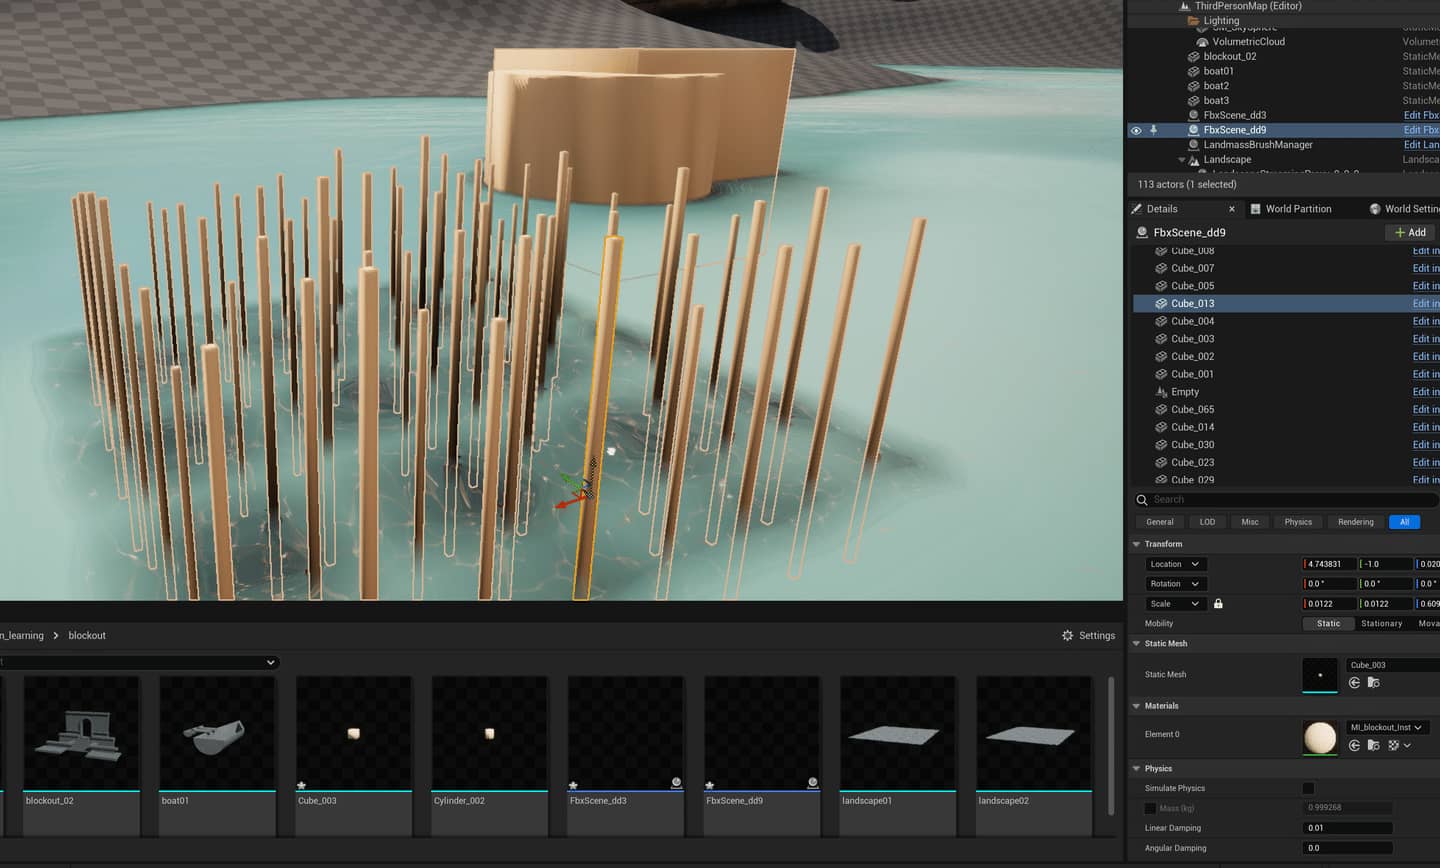 ThirdPersonMap (Editor)
Lighting
SM_SkySphere StaticMe
VolumetricCloud Volumet
blockout_02 StaticMe
boat01 StaticMe
boat2 StaticMe
boat3 StaticMe
FbxScene_dd3 Edit Fbx
FbxScene_dd9 Edit Fbx
LandmassBrushManager Edit Lan
Landscape Landsca
113 actors (1 selected)
Details World Partition World Settin
FbxScene_dd9 Add
Cube_008 Edit in
Cube_007 Edit in
Cube_005 Edit in
Cube_013 Edit in
Cube_004 Edit in
Cube_003 Edit in
Cube_002 Edit in
Cube_001 Edit in
Empty Edit in
Cube_065 Edit in
Cube_014 Edit in
Cube_030 Edit in
Cube_023 Edit in
Cube_029 Edit in
Search
General LOD Misc Physics Rendering All
Transform
Location 4.743831 -1.0 0.020
Rotation 0.0° 0.0° 0.0°
Scale 0.0122 0.0122 0.609
Mobility Static Stationary Mova
Static Mesh
Static Mesh Cube_003
Materials
Element 0 MI_blockout_Inst
Physics
Simulate Physics
Mass (kg) 0.999268
Linear Damping 0.01
Angular Damping 0.0
n_learning > blockout Settings
blockout_02 boat01 Cube_003 Cylinder_002 FbxScene_dd3 FbxScene_dd9 landscape01 landscape02